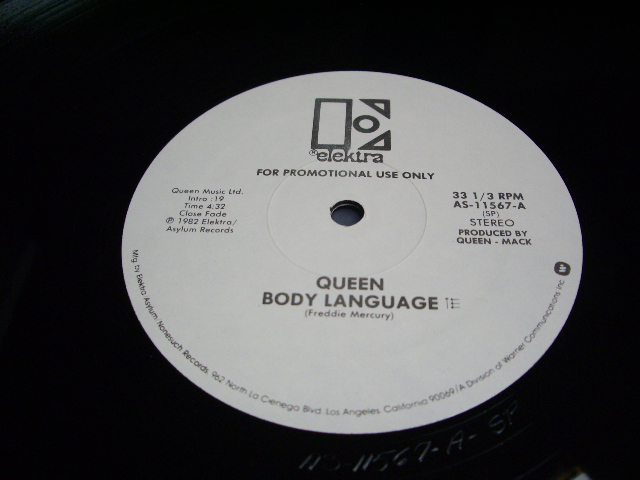 ® elektra
FOR PROMOTIONAL USE ONLY
Queen Music Ltd.
Intro :19
Time 4:32
Close Fade
℗ 1982 Elektra/
Asylum Records
33 1/3 RPM
AS-11567-A
(SP)
STEREO
PRODUCED BY
QUEEN - MACK
QUEEN
BODY LANGUAGE
(Freddie Mercury)
Mfg by Elektra/Asylum/Nonesuch Records, 962 North La Cienega Blvd. Los Angeles, California 90069/A Division of Warner Communications Inc.
-11567-A-SP